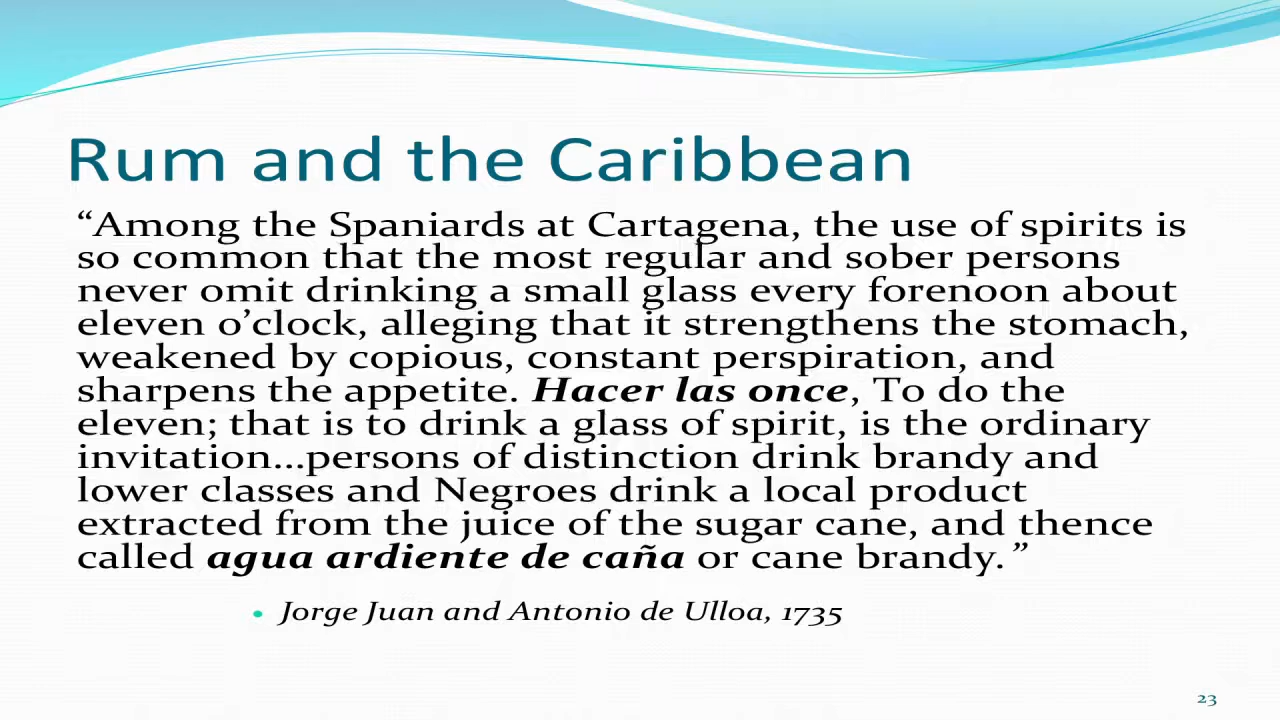 Rum and the Caribbean
“Among the Spaniards at Cartagena, the use of spirits is
so common that the most regular and sober persons
never omit drinking a small glass every forenoon about
eleven o’clock, alleging that it strengthens the stomach,
weakened by copious, constant perspiration, and
sharpens the appetite. Hacer las once, To do the
eleven; that is to drink a glass of spirit, is the ordinary
invitation…persons of distinction drink brandy and
lower classes and Negroes drink a local product
extracted from the juice of the sugar cane, and thence
called agua ardiente de caña or cane brandy.”
• Jorge Juan and Antonio de Ulloa, 1735
23